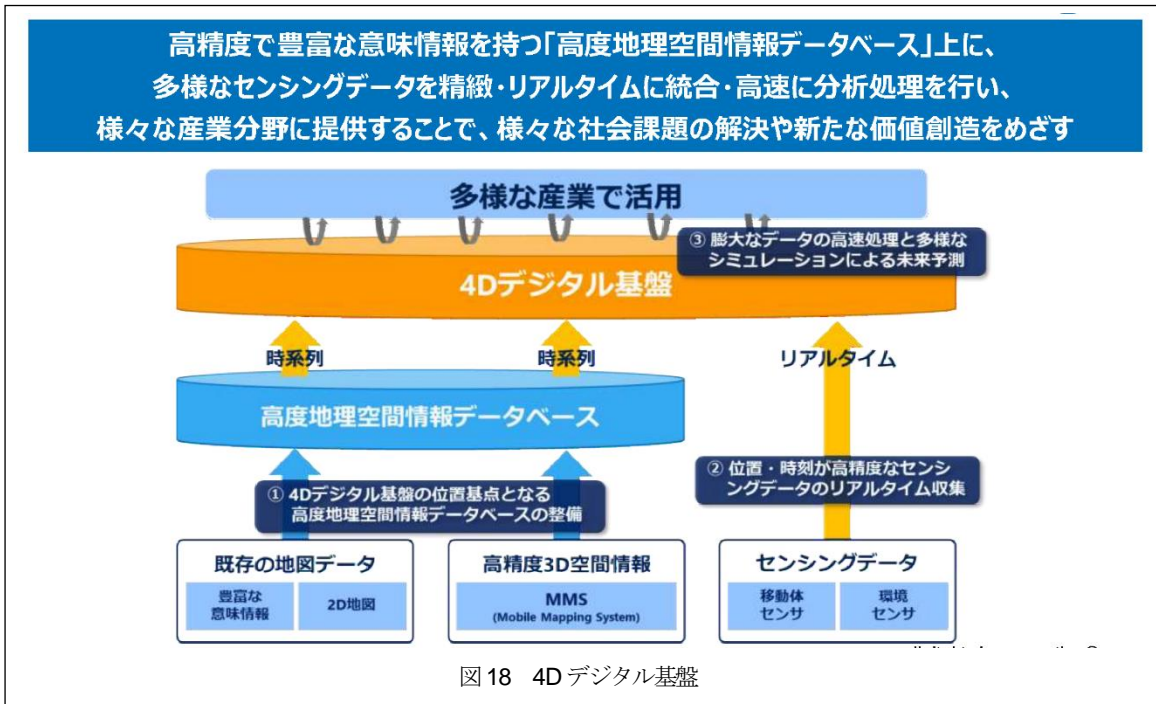 高精度で豊富な意味情報を持つ「高度地理空間情報データベース」上に、
多様なセンシングデータを精緻・リアルタイムに統合・高速に分析処理を行い、
様々な産業分野に提供することで、様々な社会課題の解決や新たな価値創造をめざす
多様な産業で活用
③ 膨大なデータの高速処理と多様な
シミュレーションによる未来予測
4Dデジタル基盤
時系列
時系列
リアルタイム
高度地理空間情報データベース
② 位置・時刻が高精度なセンシ
ングデータのリアルタイム収集
① 4Dデジタル基盤の位置基点となる
高度地理空間情報データベースの整備
既存の地図データ
豊富な
意味情報
2D地図
高精度3D空間情報
MMS
(Mobile Mapping System)
センシングデータ
移動体
センサ
環境
センサ
図 18 4D デジタル基盤